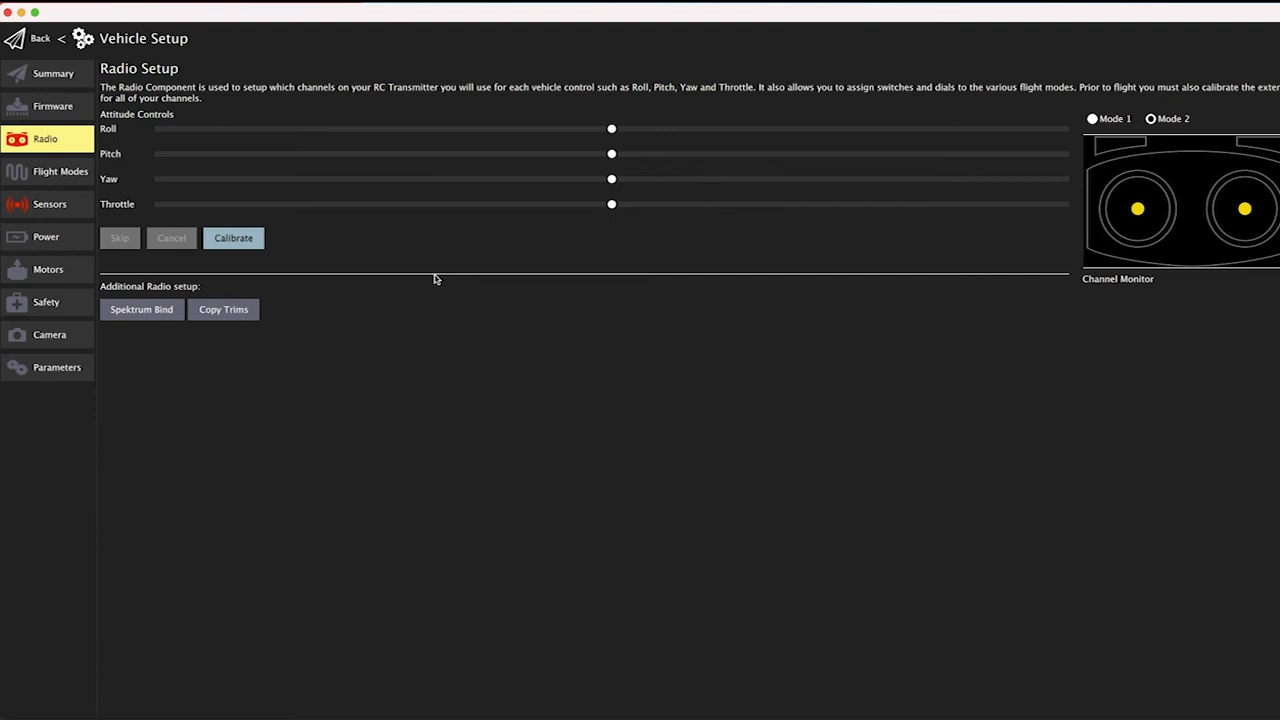 Back < Vehicle Setup
Summary
Firmware
Radio
Flight Modes
Sensors
Power
Motors
Safety
Camera
Parameters
Radio Setup
The Radio Component is used to setup which channels on your RC Transmitter you will use for each vehicle control such as Roll, Pitch, Yaw and Throttle. It also allows you to assign switches and dials to the various flight modes. Prior to flight you must also calibrate the exter
for all of your channels.
Attitude Controls
Roll
Pitch
Yaw
Throttle
Skip Cancel Calibrate
Additional Radio setup:
Spektrum Bind Copy Trims
Mode 1 Mode 2
Channel Monitor